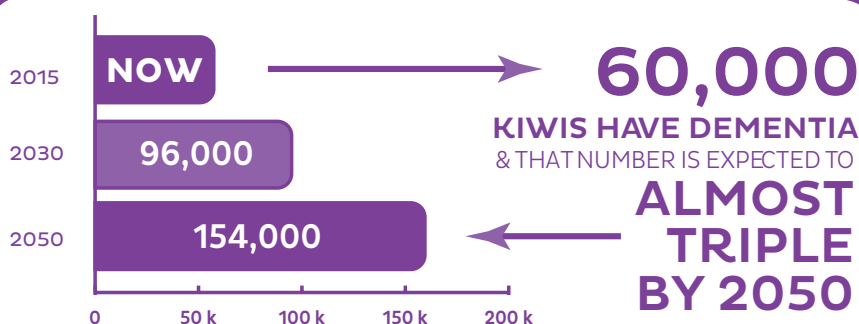 2015
NOW
2030
96,000
2050
154,000
0 50 k 100 k 150 k 200 k
60,000
KIWIS HAVE DEMENTIA
& THAT NUMBER IS EXPECTED TO
ALMOST
TRIPLE
BY 2050